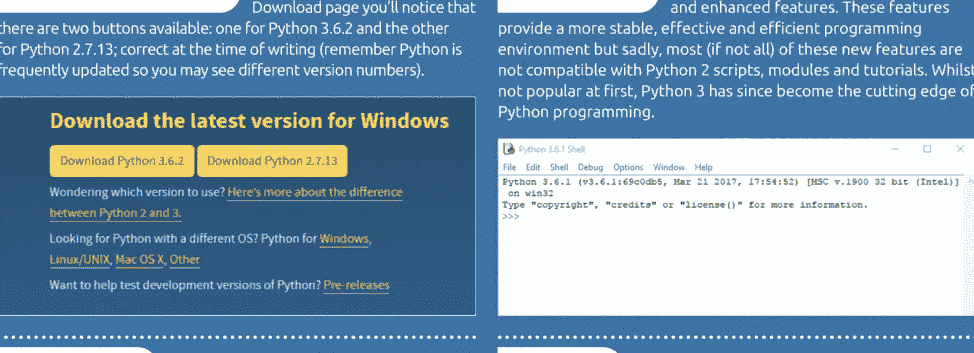 Download page you'll notice that
there are two buttons available: one for Python 3.6.2 and the other
for Python 2.7.13; correct at the time of writing (remember Python is
frequently updated so you may see different version numbers).
Download the latest version for Windows
Download Python 3.6.2 Download Python 2.7.13
Wondering which version to use? Here's more about the difference
between Python 2 and 3.
Looking for Python with a different OS? Python for Windows,
Linux/UNIX, Mac OS X, Other
Want to help test development versions of Python? Pre-releases
and enhanced features. These features
provide a more stable, effective and efficient programming
environment but sadly, most (if not all) of these new features are
not compatible with Python 2 scripts, modules and tutorials. Whilst
not popular at first, Python 3 has since become the cutting edge of
Python programming.
Python 3.6.1 Shell
File Edit Shell Debug Options Window Help
Python 3.6.1 (v3.6.1:69c0db5, Mar 21 2017, 17:54:52) [MSC v.1900 32 bit (Intel)]
on win32
Type "copyright", "credits" or "license()" for more information.
>>>